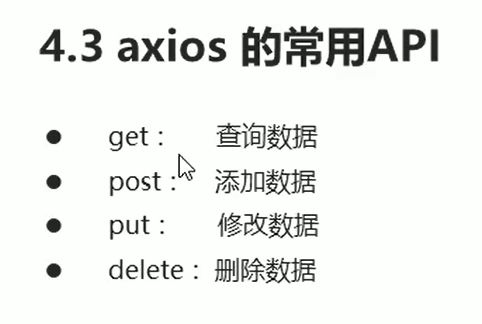 4.3 axios 的常用API
● get： 查询数据
● post： 添加数据
● put： 修改数据
● delete： 删除数据